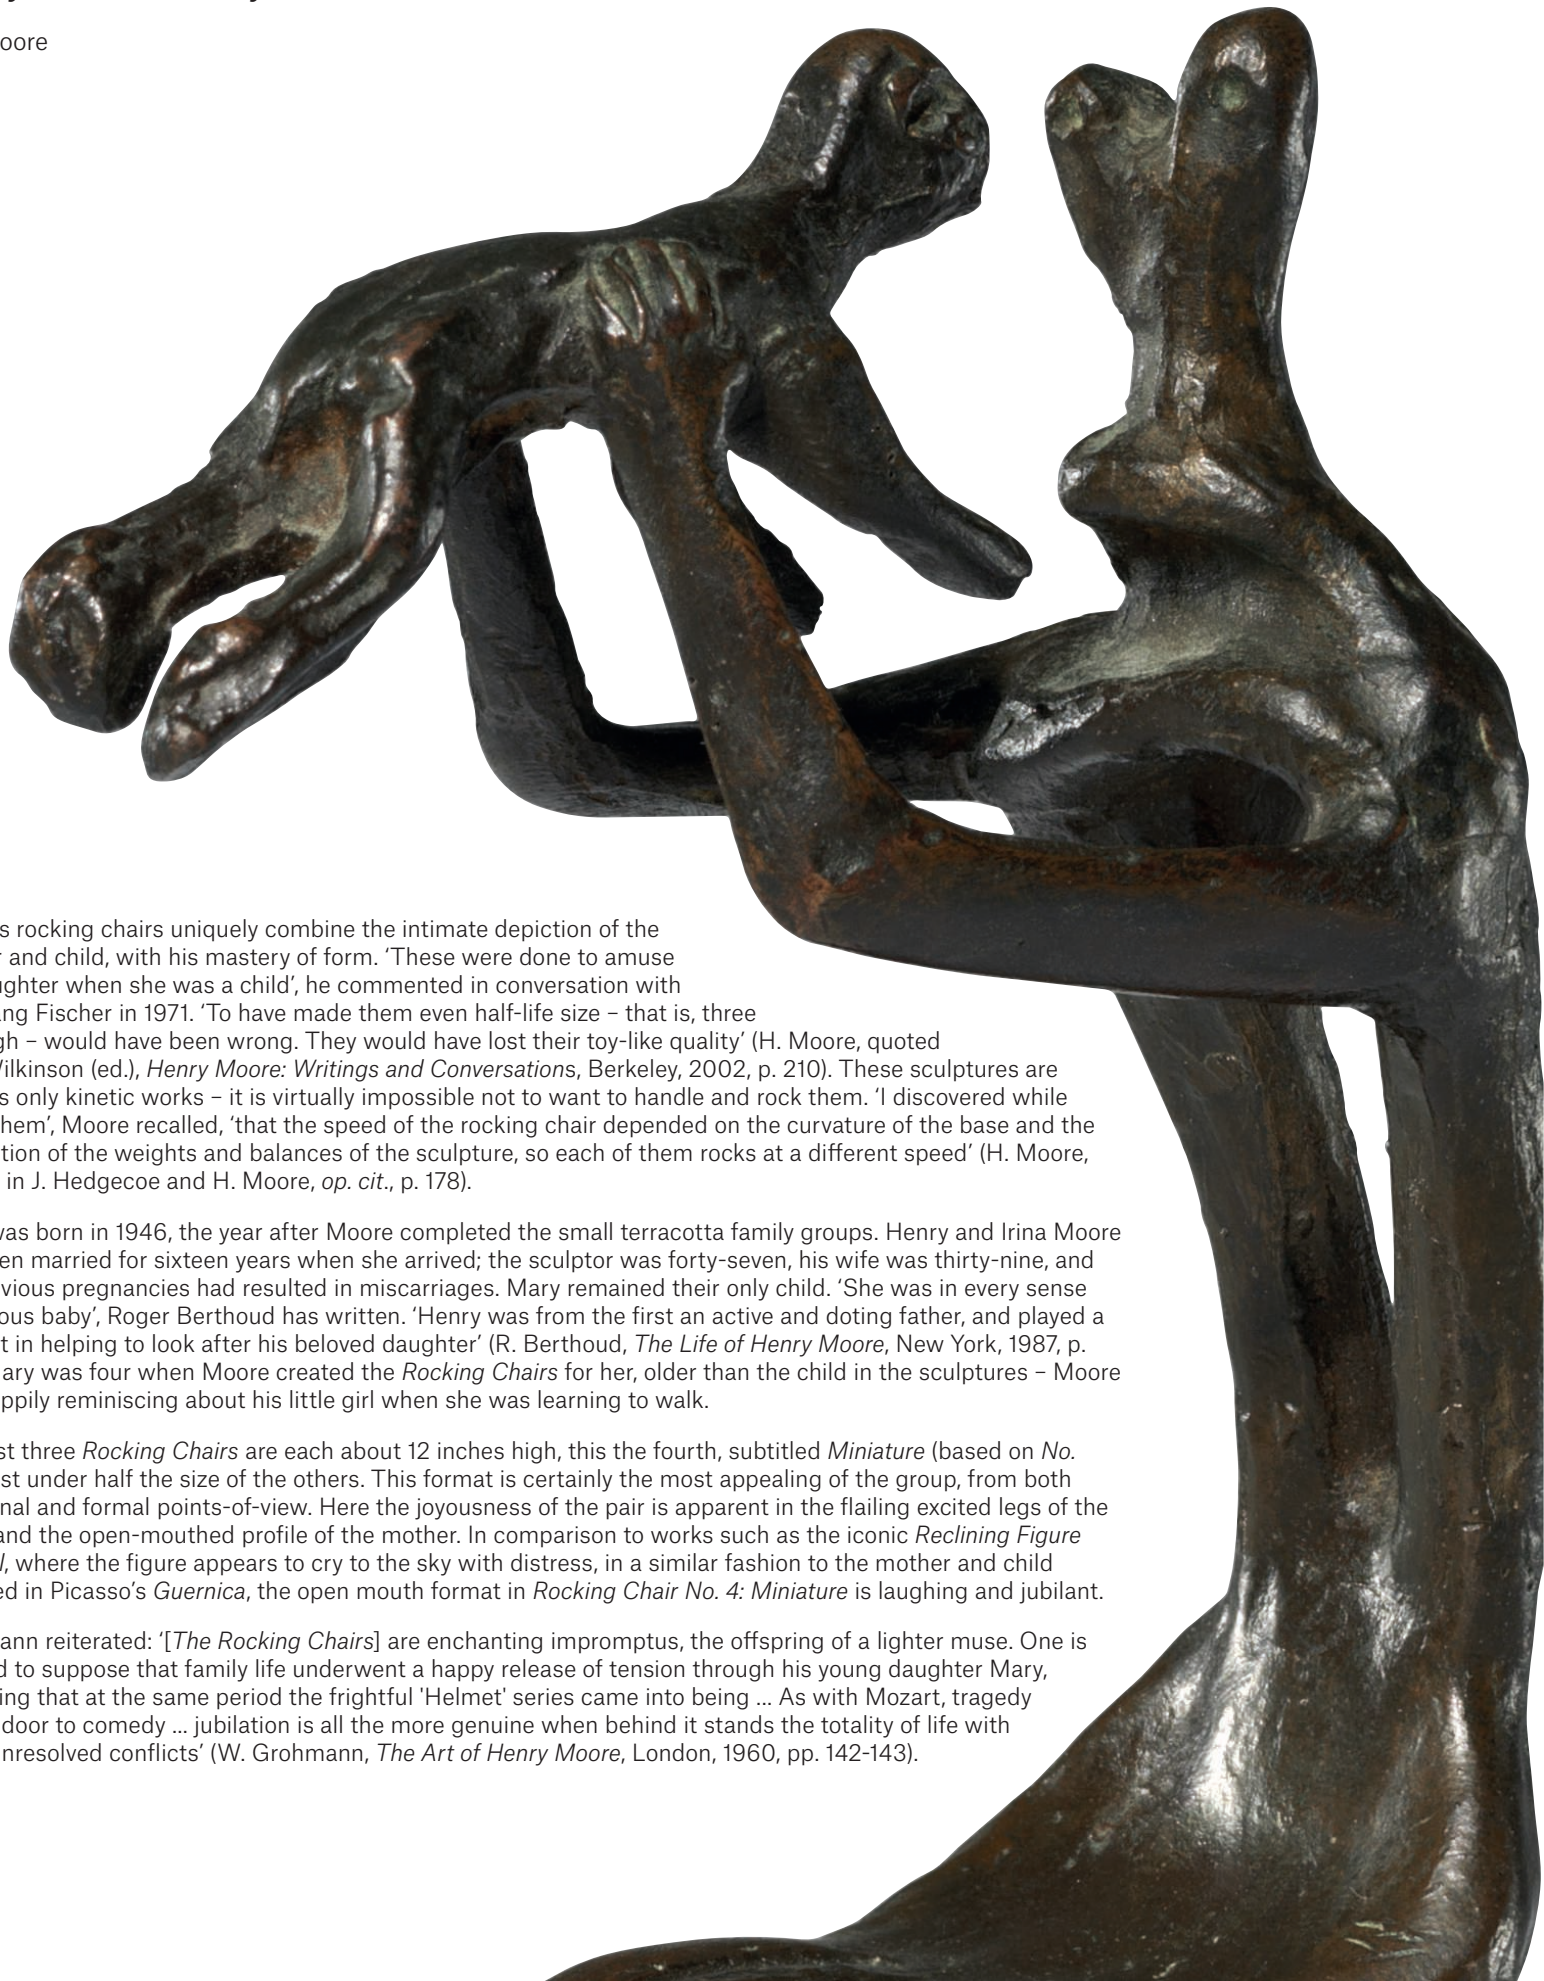 oore
s rocking chairs uniquely combine the intimate depiction of the
r and child, with his mastery of form. ‘These were done to amuse
ughter when she was a child’, he commented in conversation with
ang Fischer in 1971. ‘To have made them even half-life size – that is, three
gh – would have been wrong. They would have lost their toy-like quality’ (H. Moore, quoted
Wilkinson (ed.), Henry Moore: Writings and Conversations, Berkeley, 2002, p. 210). These sculptures are
s only kinetic works – it is virtually impossible not to want to handle and rock them. ‘I discovered while
hem’, Moore recalled, ‘that the speed of the rocking chair depended on the curvature of the base and the
tion of the weights and balances of the sculpture, so each of them rocks at a different speed’ (H. Moore,
in J. Hedgecoe and H. Moore, op. cit., p. 178).
was born in 1946, the year after Moore completed the small terracotta family groups. Henry and Irina Moore
en married for sixteen years when she arrived; the sculptor was forty-seven, his wife was thirty-nine, and
vious pregnancies had resulted in miscarriages. Mary remained their only child. ‘She was in every sense
ous baby’, Roger Berthoud has written. ‘Henry was from the first an active and doting father, and played a
t in helping to look after his beloved daughter’ (R. Berthoud, The Life of Henry Moore, New York, 1987, p.
ary was four when Moore created the Rocking Chairs for her, older than the child in the sculptures – Moore
ppily reminiscing about his little girl when she was learning to walk.
st three Rocking Chairs are each about 12 inches high, this the fourth, subtitled Miniature (based on No.
st under half the size of the others. This format is certainly the most appealing of the group, from both
nal and formal points-of-view. Here the joyousness of the pair is apparent in the flailing excited legs of the
and the open-mouthed profile of the mother. In comparison to works such as the iconic Reclining Figure
l, where the figure appears to cry to the sky with distress, in a similar fashion to the mother and child
ed in Picasso’s Guernica, the open mouth format in Rocking Chair No. 4: Miniature is laughing and jubilant.
ann reiterated: ‘[The Rocking Chairs] are enchanting impromptus, the offspring of a lighter muse. One is
d to suppose that family life underwent a happy release of tension through his young daughter Mary,
ing that at the same period the frightful 'Helmet' series came into being ... As with Mozart, tragedy
door to comedy ... jubilation is all the more genuine when behind it stands the totality of life with
nresolved conflicts’ (W. Grohmann, The Art of Henry Moore, London, 1960, pp. 142-143).